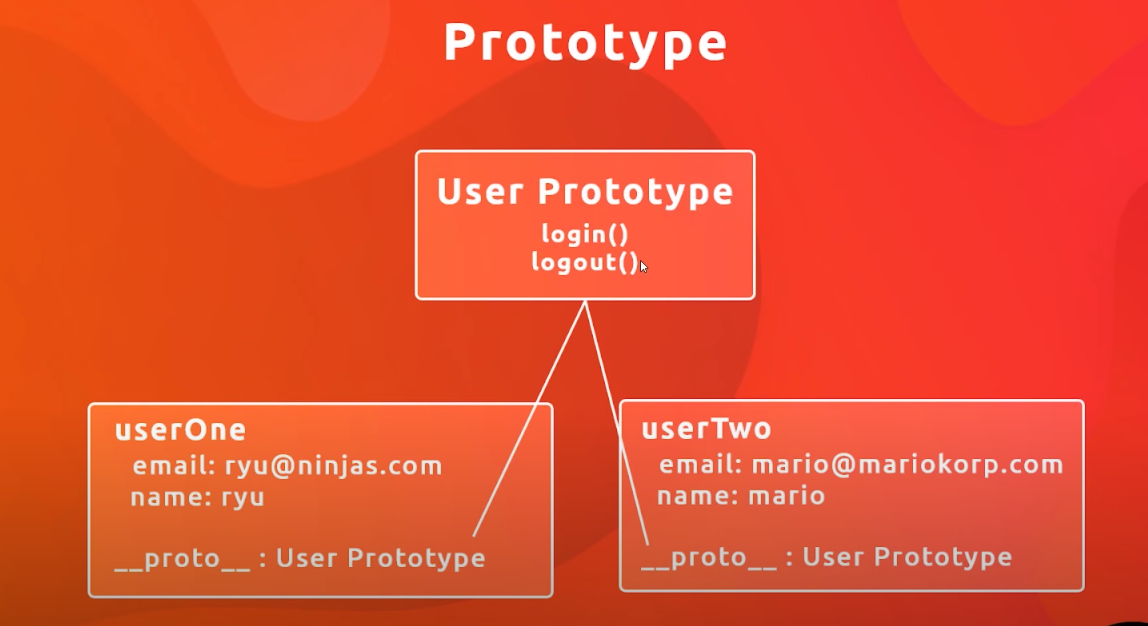 Prototype
User Prototype
login()
logout()
userOne
email: ryu@ninjas.com
name: ryu
__proto__ : User Prototype
userTwo
email: mario@mariokorp.com
name: mario
__proto__ : User Prototype